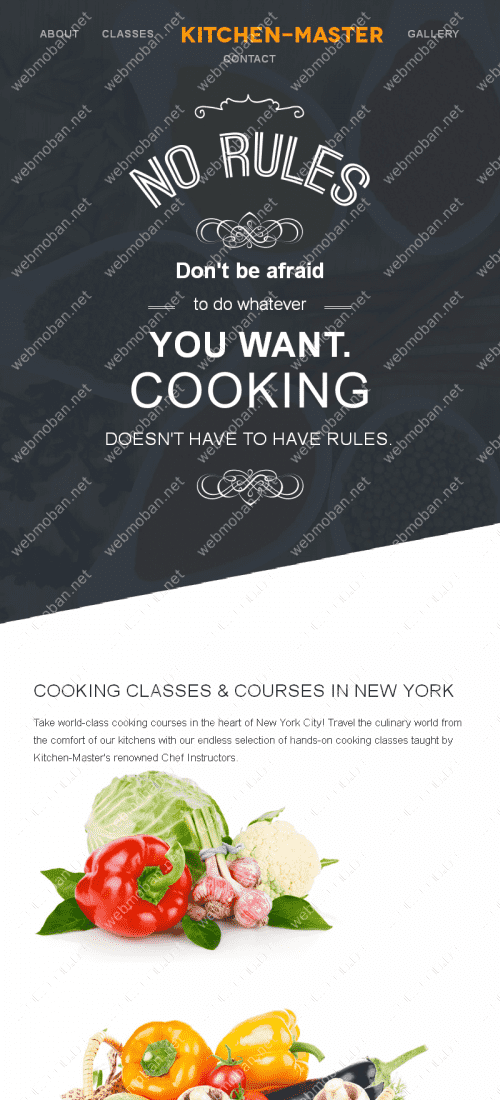 ABOUT CLASSES KITCHEN-MASTER GALLERY
CONTACT
NO RULES
Don't be afraid
to do whatever
YOU WANT.
COOKING
DOESN'T HAVE TO HAVE RULES.
COOKING CLASSES & COURSES IN NEW YORK
Take world-class cooking courses in the heart of New York City! Travel the culinary world from
the comfort of our kitchens with our endless selection of hands-on cooking classes taught by
Kitchen-Master's renowned Chef Instructors.
webmoban.net